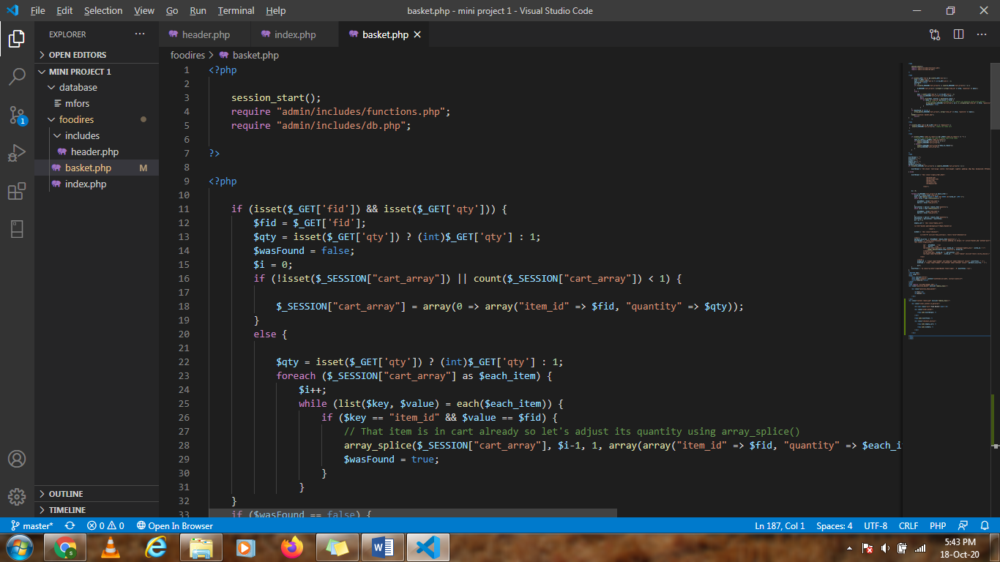 File Edit Selection View Go Run Terminal Help
basket.php - mini project 1 - Visual Studio Code
EXPLORER
header.php
index.php
basket.php
OPEN EDITORS
MINI PROJECT 1
database
mfors
foodires
includes
header.php
basket.php M
index.php
OUTLINE
TIMELINE
1
foodires > basket.php
1 <?php
2
3 session_start();
4 require "admin/includes/functions.php";
5 require "admin/includes/db.php";
6
7 ?>
8
9 <?php
10
11 if (isset($_GET['fid']) && isset($_GET['qty'])) {
12 $fid = $_GET['fid'];
13 $qty = isset($_GET['qty']) ? (int)$_GET['qty'] : 1;
14 $wasFound = false;
15 $i = 0;
16 if (!isset($_SESSION["cart_array"]) || count($_SESSION["cart_array"]) < 1) {
17
18 $_SESSION["cart_array"] = array(0 => array("item_id" => $fid, "quantity" => $qty));
19 }
20 else {
21
22 $qty = isset($_GET['qty']) ? (int)$_GET['qty'] : 1;
23 foreach ($_SESSION["cart_array"] as $each_item) {
24 $i++;
25 while (list($key, $value) = each($each_item)) {
26 if ($key == "item_id" && $value == $fid) {
27 // That item is in cart already so let's adjust its quantity using array_splice()
28 array_splice($_SESSION["cart_array"], $i-1, 1, array(array("item_id" => $fid, "quantity" => $each_i
29 $wasFound = true;
30 }
31 }
32 }
33 if ($wasFound == false) {
master* 0 0 Open In Browser
Ln 187, Col 1 Spaces: 4 UTF-8 CRLF PHP
5:43 PM
18-Oct-20